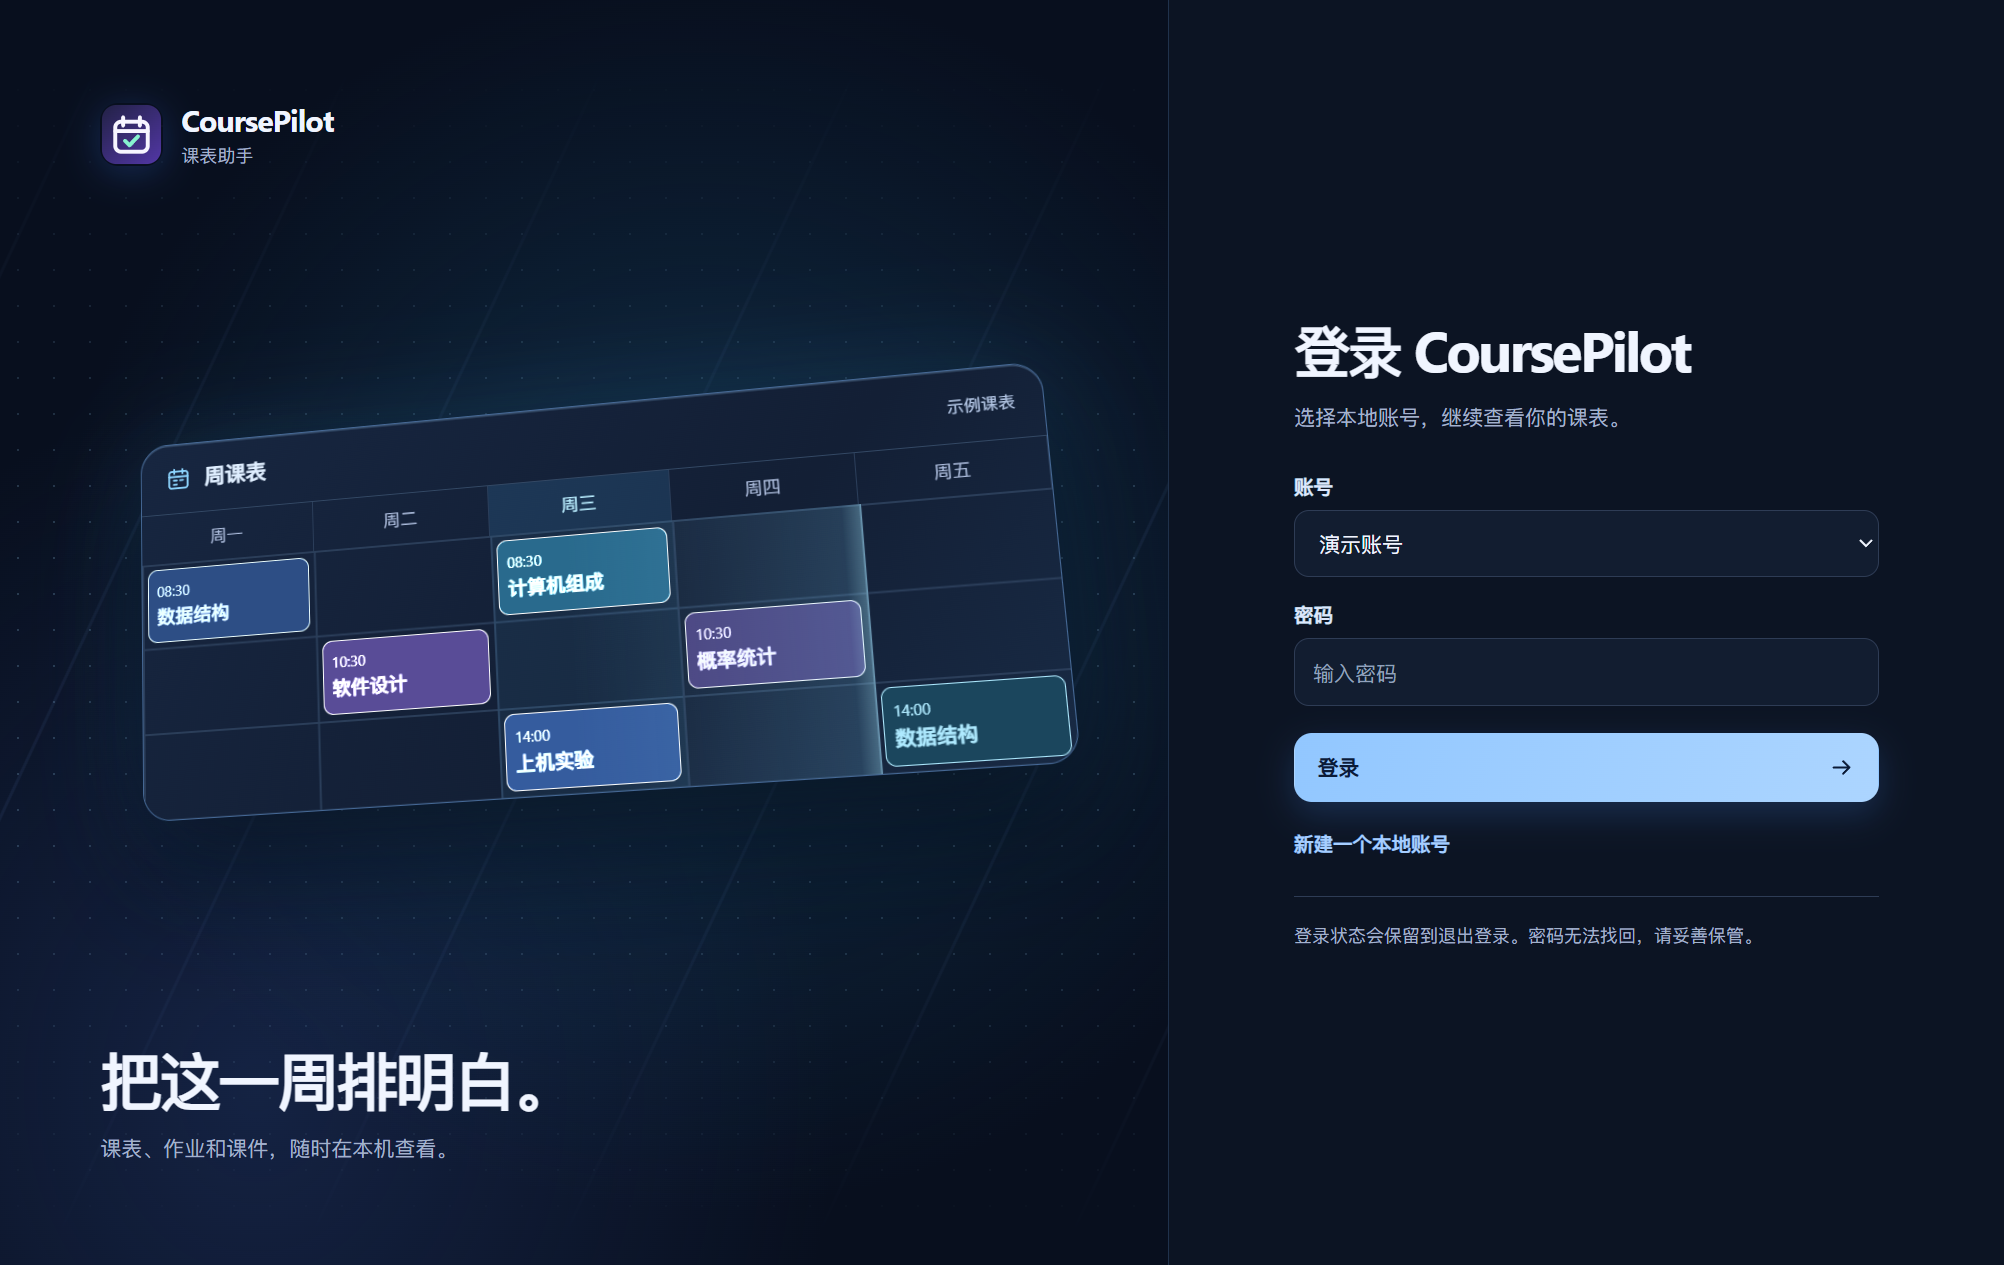 CoursePilot
课表助手
周课表
示例课表
周一
周二
周三
周四
周五
08:30
数据结构
10:30
软件设计
08:30
计算机组成
14:00
上机实验
10:30
概率统计
14:00
数据结构
把这一周排明白。
课表、作业和课件，随时在本机查看。
登录 CoursePilot
选择本地账号，继续查看你的课表。
账号
演示账号
密码
输入密码
登录
新建一个本地账号
登录状态会保留到退出登录。密码无法找回，请妥善保管。